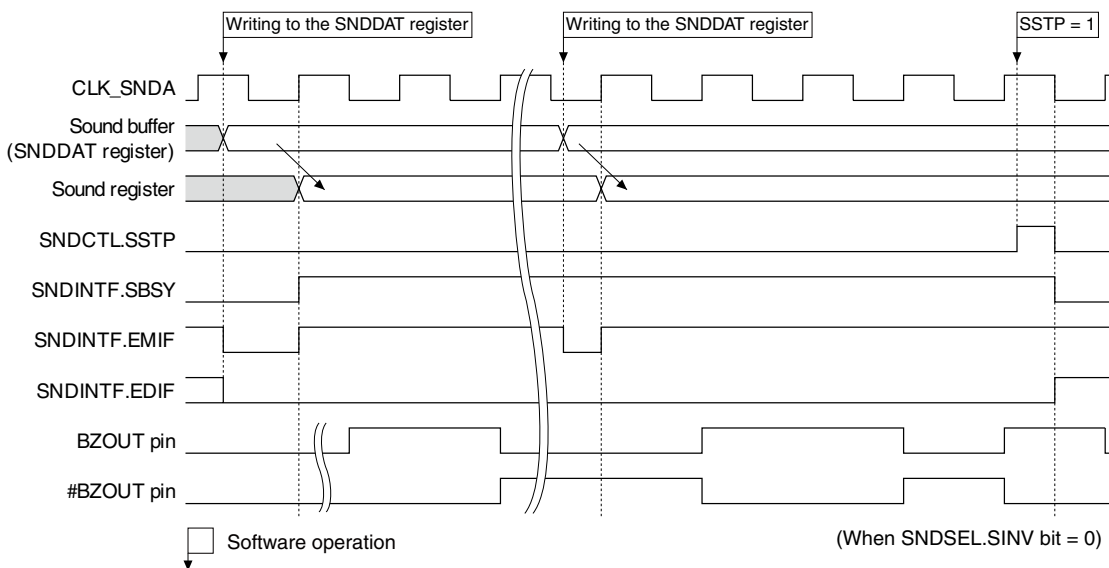 Writing to the SNDDAT register
Writing to the SNDDAT register
SSTP = 1
CLK_SNDA
Sound buffer
(SNDDAT register)
Sound register
SNDCTL.SSTP
SNDINTF.SBSY
SNDINTF.EMIF
SNDINTF.EDIF
BZOUT pin
#BZOUT pin
Software operation
(When SNDSEL.SINV bit = 0)